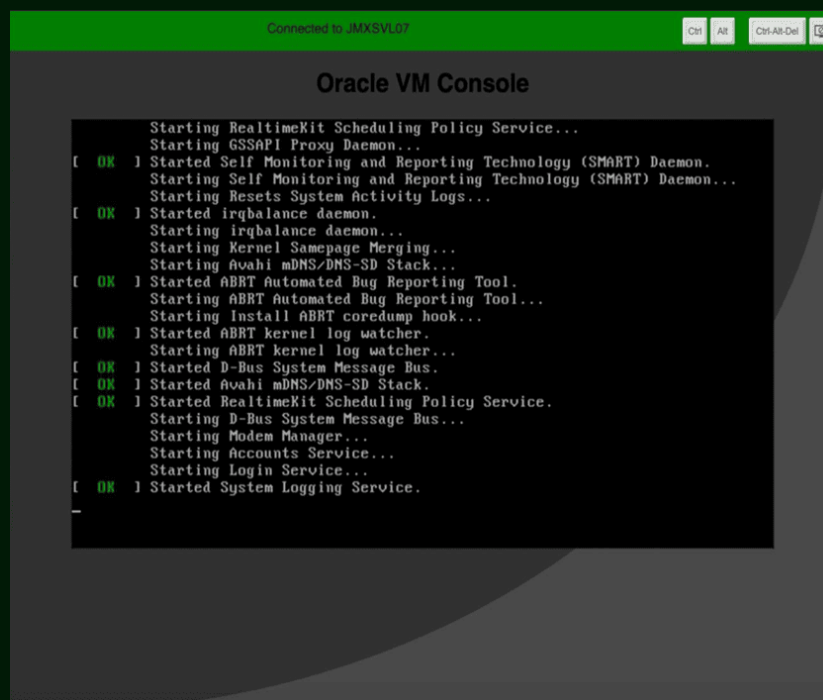 Connected to JMXSVL07
Ctrl Alt Ctrl-Alt-Del
Oracle VM Console
Starting RealtimeKit Scheduling Policy Service...
Starting GSSAPI Proxy Daemon...
[ OK ] Started Self Monitoring and Reporting Technology (SMART) Daemon.
Starting Self Monitoring and Reporting Technology (SMART) Daemon...
Starting Resets System Activity Logs...
[ OK ] Started irqbalance daemon.
Starting irqbalance daemon...
Starting Kernel Samepage Merging...
Starting Avahi mDNS/DNS-SD Stack...
[ OK ] Started ABRT Automated Bug Reporting Tool.
Starting ABRT Automated Bug Reporting Tool...
Starting Install ABRT coredump hook...
[ OK ] Started ABRT kernel log watcher.
Starting ABRT kernel log watcher...
[ OK ] Started D-Bus System Message Bus.
[ OK ] Started Avahi mDNS/DNS-SD Stack.
[ OK ] Started RealtimeKit Scheduling Policy Service.
Starting D-Bus System Message Bus...
Starting Modem Manager...
Starting Accounts Service...
Starting Login Service...
[ OK ] Started System Logging Service.